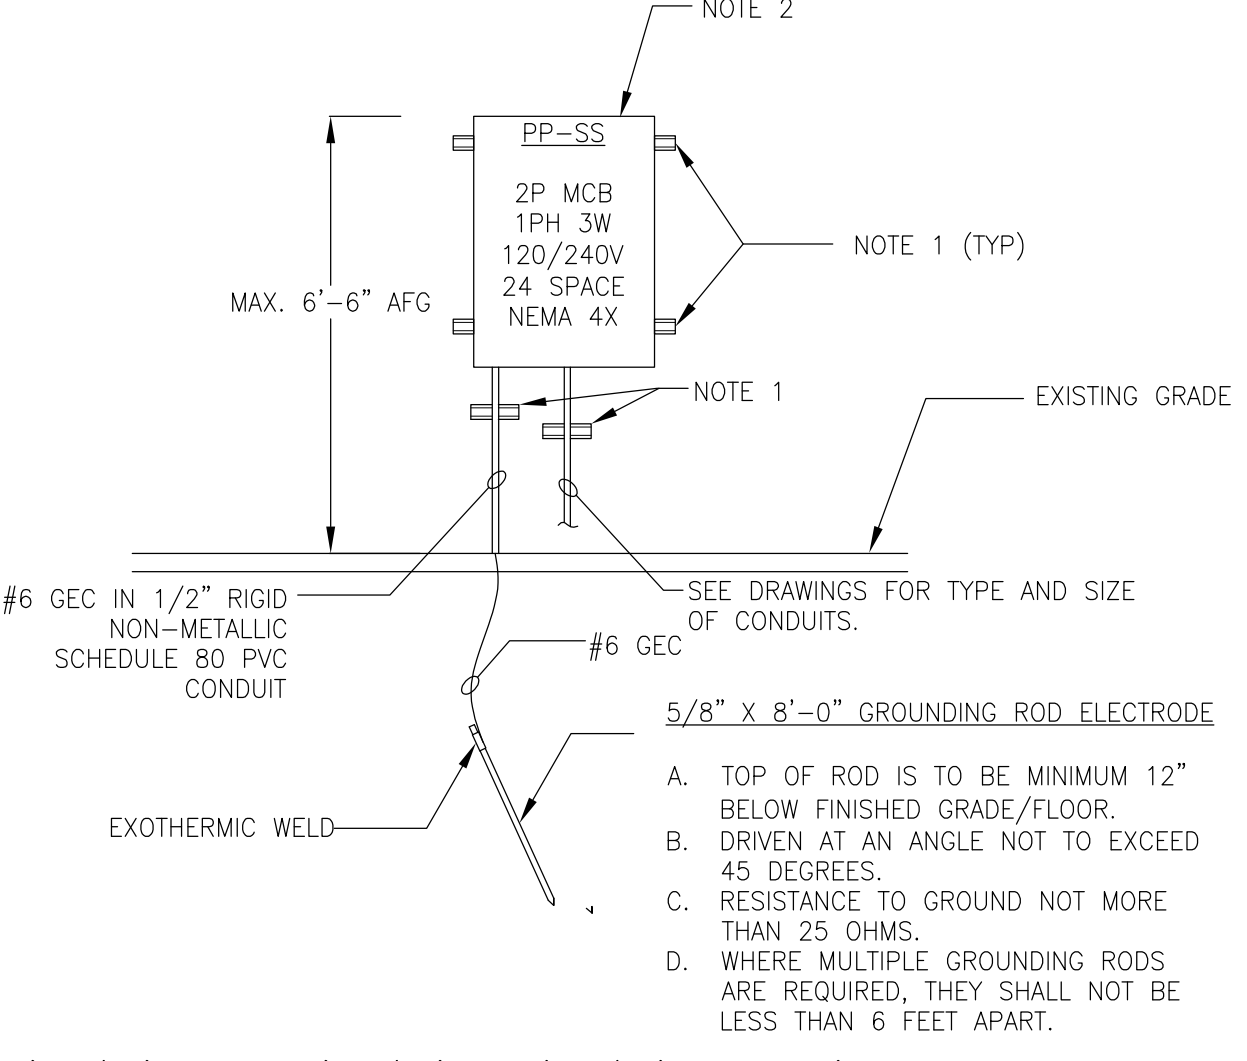 NOTE 2
PP-SS
2P MCB
1PH 3W
120/240V
24 SPACE
NEMA 4X
NOTE 1 (TYP)
MAX. 6'-6" AFG
NOTE 1
EXISTING GRADE
#6 GEC IN 1/2" RIGID
NON-METALLIC
SCHEDULE 80 PVC
CONDUIT
SEE DRAWINGS FOR TYPE AND SIZE
OF CONDUITS.
#6 GEC
EXOTHERMIC WELD
5/8" X 8'-0" GROUNDING ROD ELECTRODE
A. TOP OF ROD IS TO BE MINIMUM 12"
BELOW FINISHED GRADE/FLOOR.
B. DRIVEN AT AN ANGLE NOT TO EXCEED
45 DEGREES.
C. RESISTANCE TO GROUND NOT MORE
THAN 25 OHMS.
D. WHERE MULTIPLE GROUNDING RODS
ARE REQUIRED, THEY SHALL NOT BE
LESS THAN 6 FEET APART.